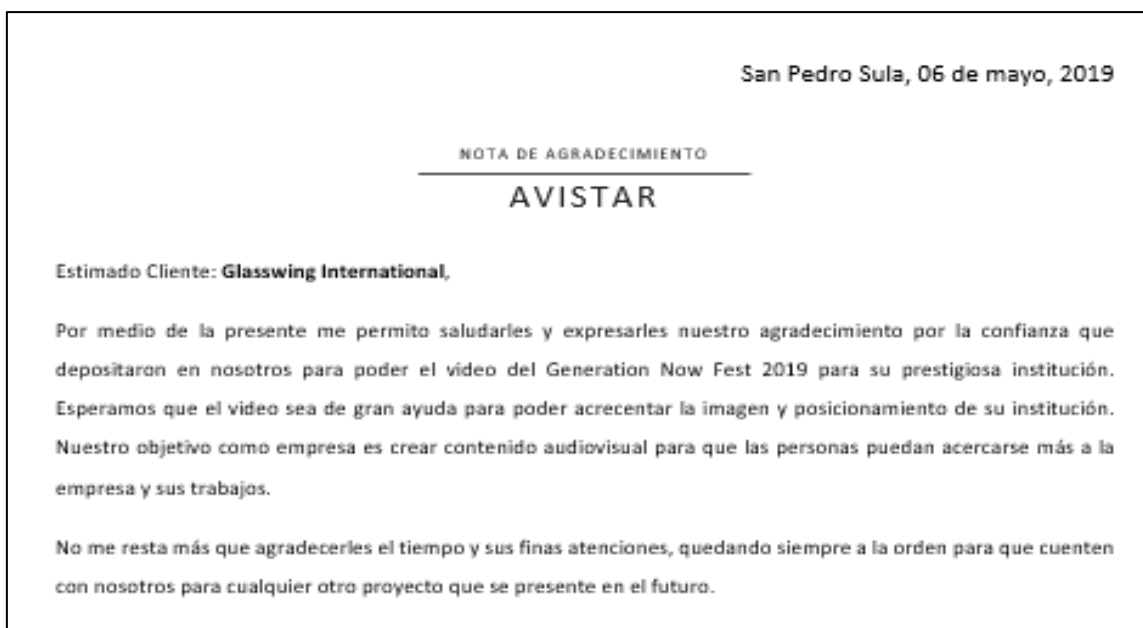 San Pedro Sula, 06 de mayo, 2019
NOTA DE AGRADECIMIENTO
AVISTAR
Estimado Cliente: Glasswing International,
Por medio de la presente me permito saludarles y expresarles nuestro agradecimiento por la confianza que
depositaron en nosotros para poder el video del Generation Now Fest 2019 para su prestigiosa institución.
Esperamos que el video sea de gran ayuda para poder acrecentar la imagen y posicionamiento de su institución.
Nuestro objetivo como empresa es crear contenido audiovisual para que las personas puedan acercarse más a la
empresa y sus trabajos.
No me resta más que agradecerles el tiempo y sus finas atenciones, quedando siempre a la orden para que cuenten
con nosotros para cualquier otro proyecto que se presente en el futuro.